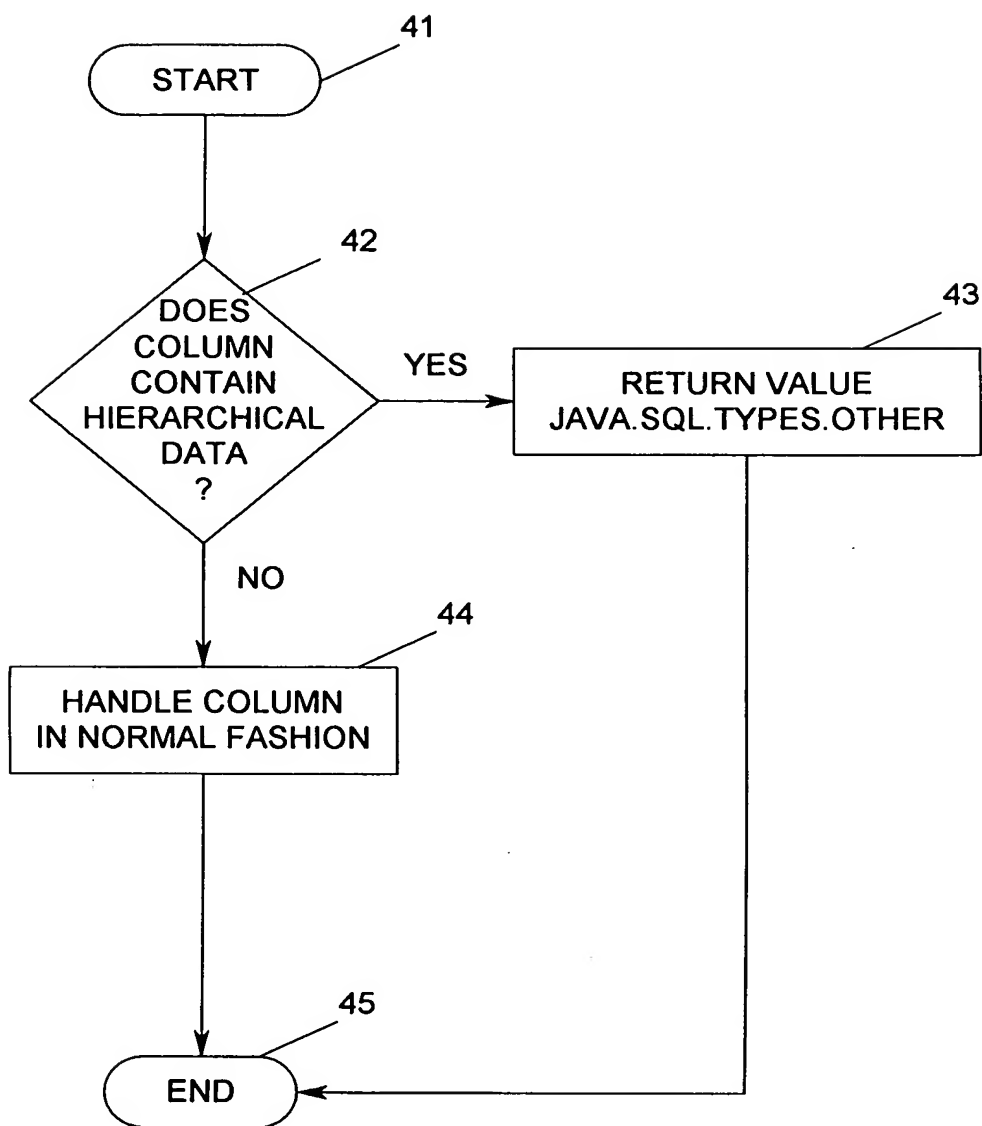 41
START
42
DOES
COLUMN
CONTAIN
HIERARCHICAL
DATA
?
YES
43
RETURN VALUE
JAVA.SQL.TYPES.OTHER
NO
44
HANDLE COLUMN
IN NORMAL FASHION
45
END